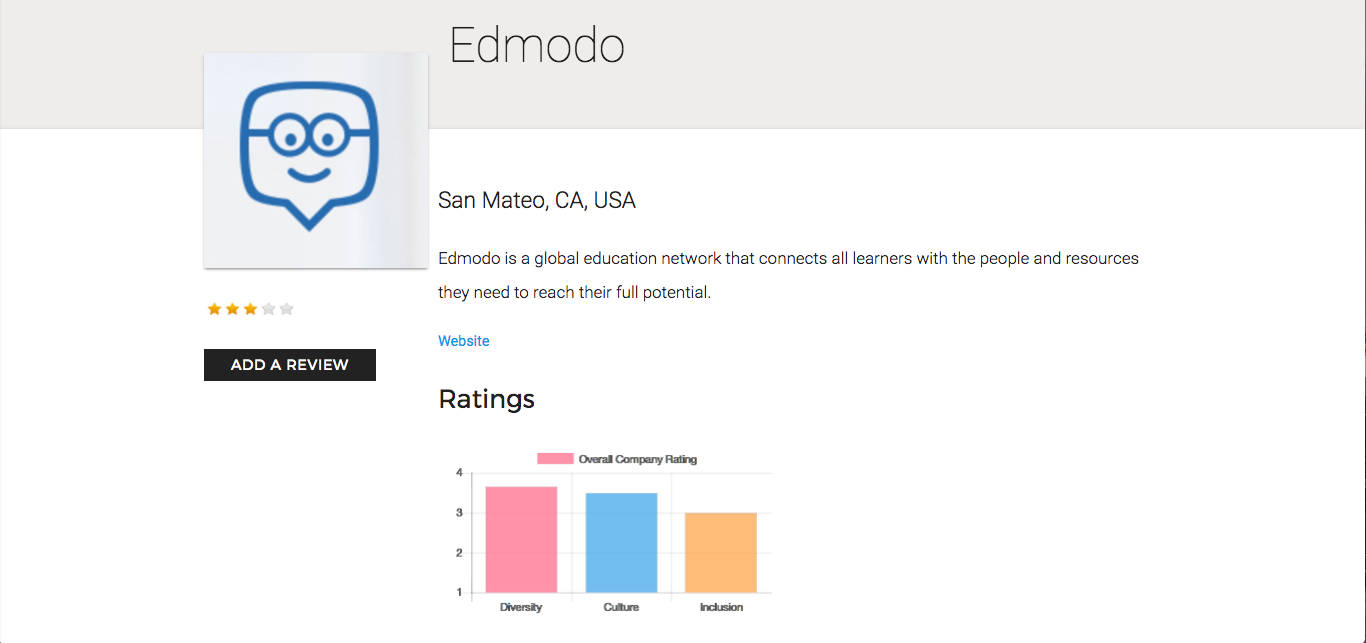 Edmodo
San Mateo, CA, USA
Edmodo is a global education network that connects all learners with the people and resources
they need to reach their full potential.
Website
ADD A REVIEW
Ratings
Overall Company Rating
4
3
2
1
Diversity Culture Inclusion